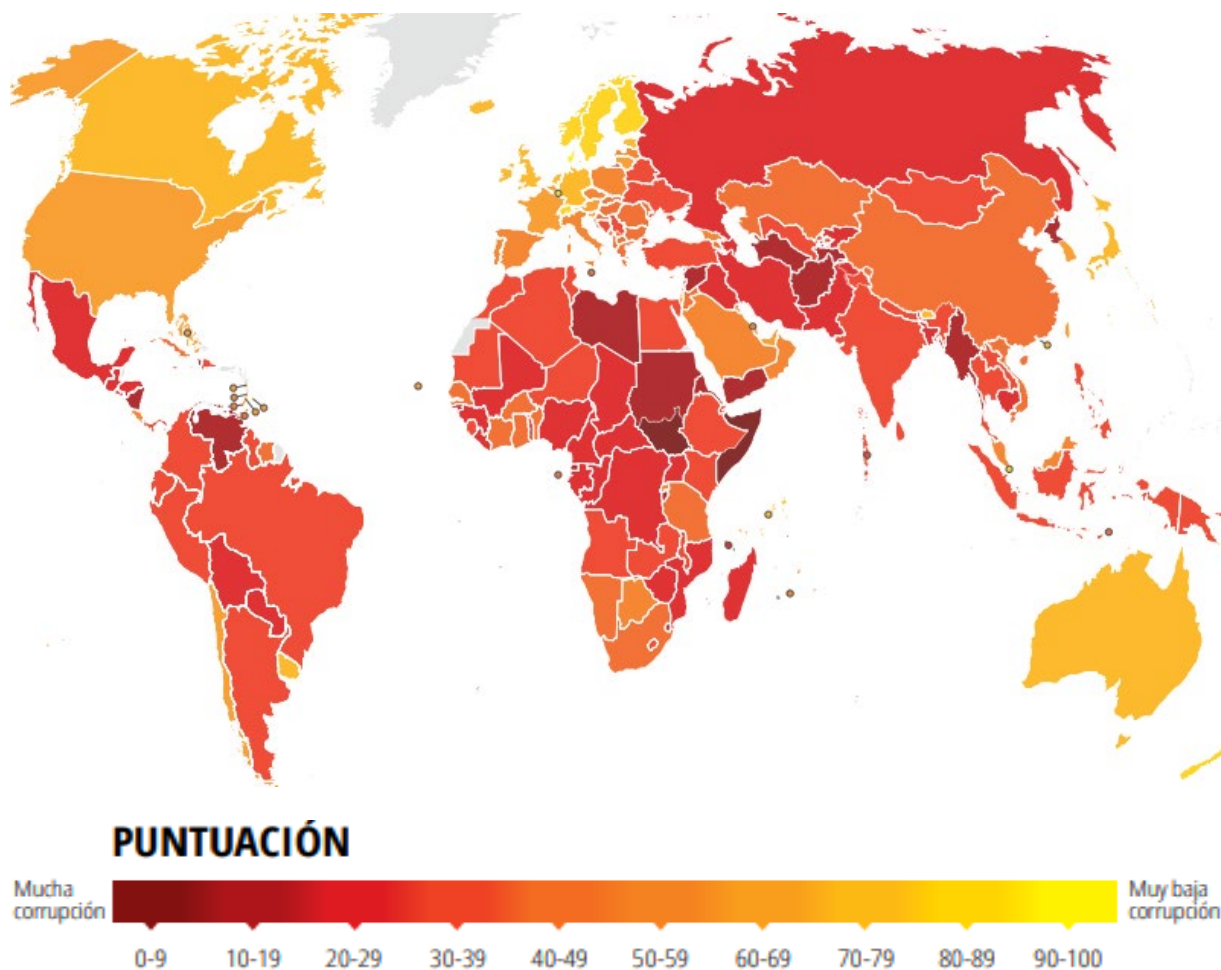 PUNTUACIÓN
Mucha
corrupción
Muy baja
corrupción
0-9 10-19 20-29 30-39 40-49 50-59 60-69 70-79 80-89 90-100